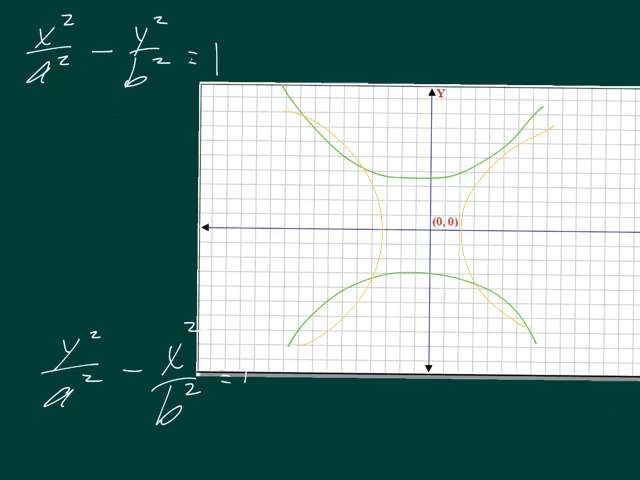 x²/a² − y²/b² = 1
Y
(0, 0)
y²/a² − x²/b² = 1